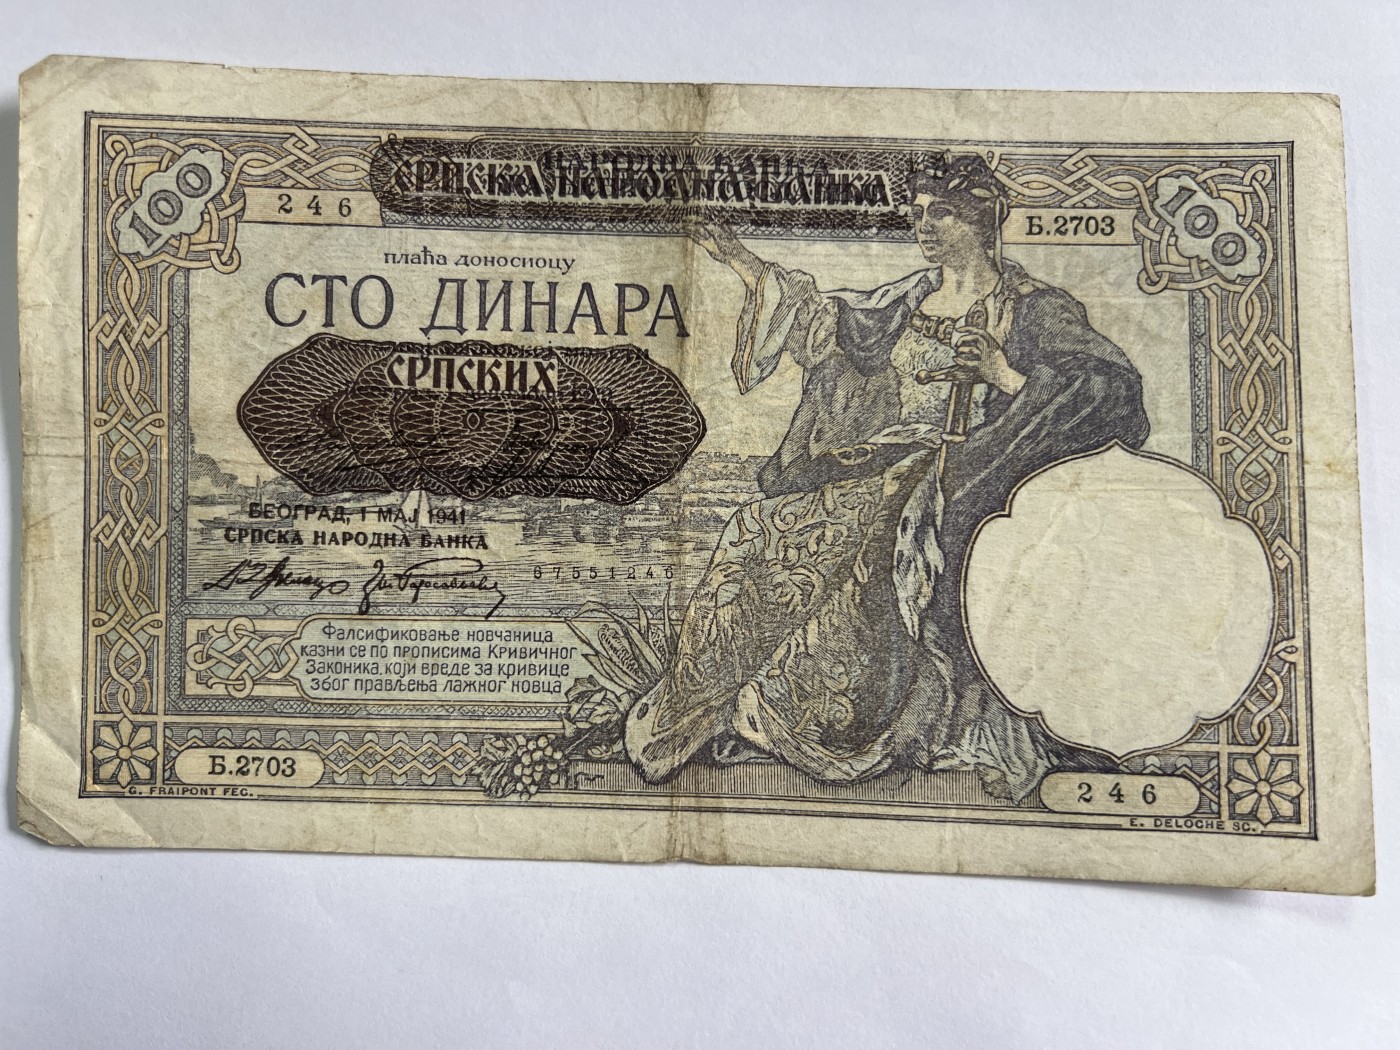 100
СРПСКА НАРОДНА БАНКА
100
246
Б.2703
плаћа доносиоцу
СТО ДИНАРА
СРПСКИХ
БЕОГРАД, 1 МАЈ 1941
СРПСКА НАРОДНА БАНКА
67551246
Фалсификовање новчаница
казни се по прописима Кривичног
Законика, који вреде за кривице
због прављења лажног новца
Б.2703
246
G. FRAIPONT FEC.
E. DELOCHE SC.